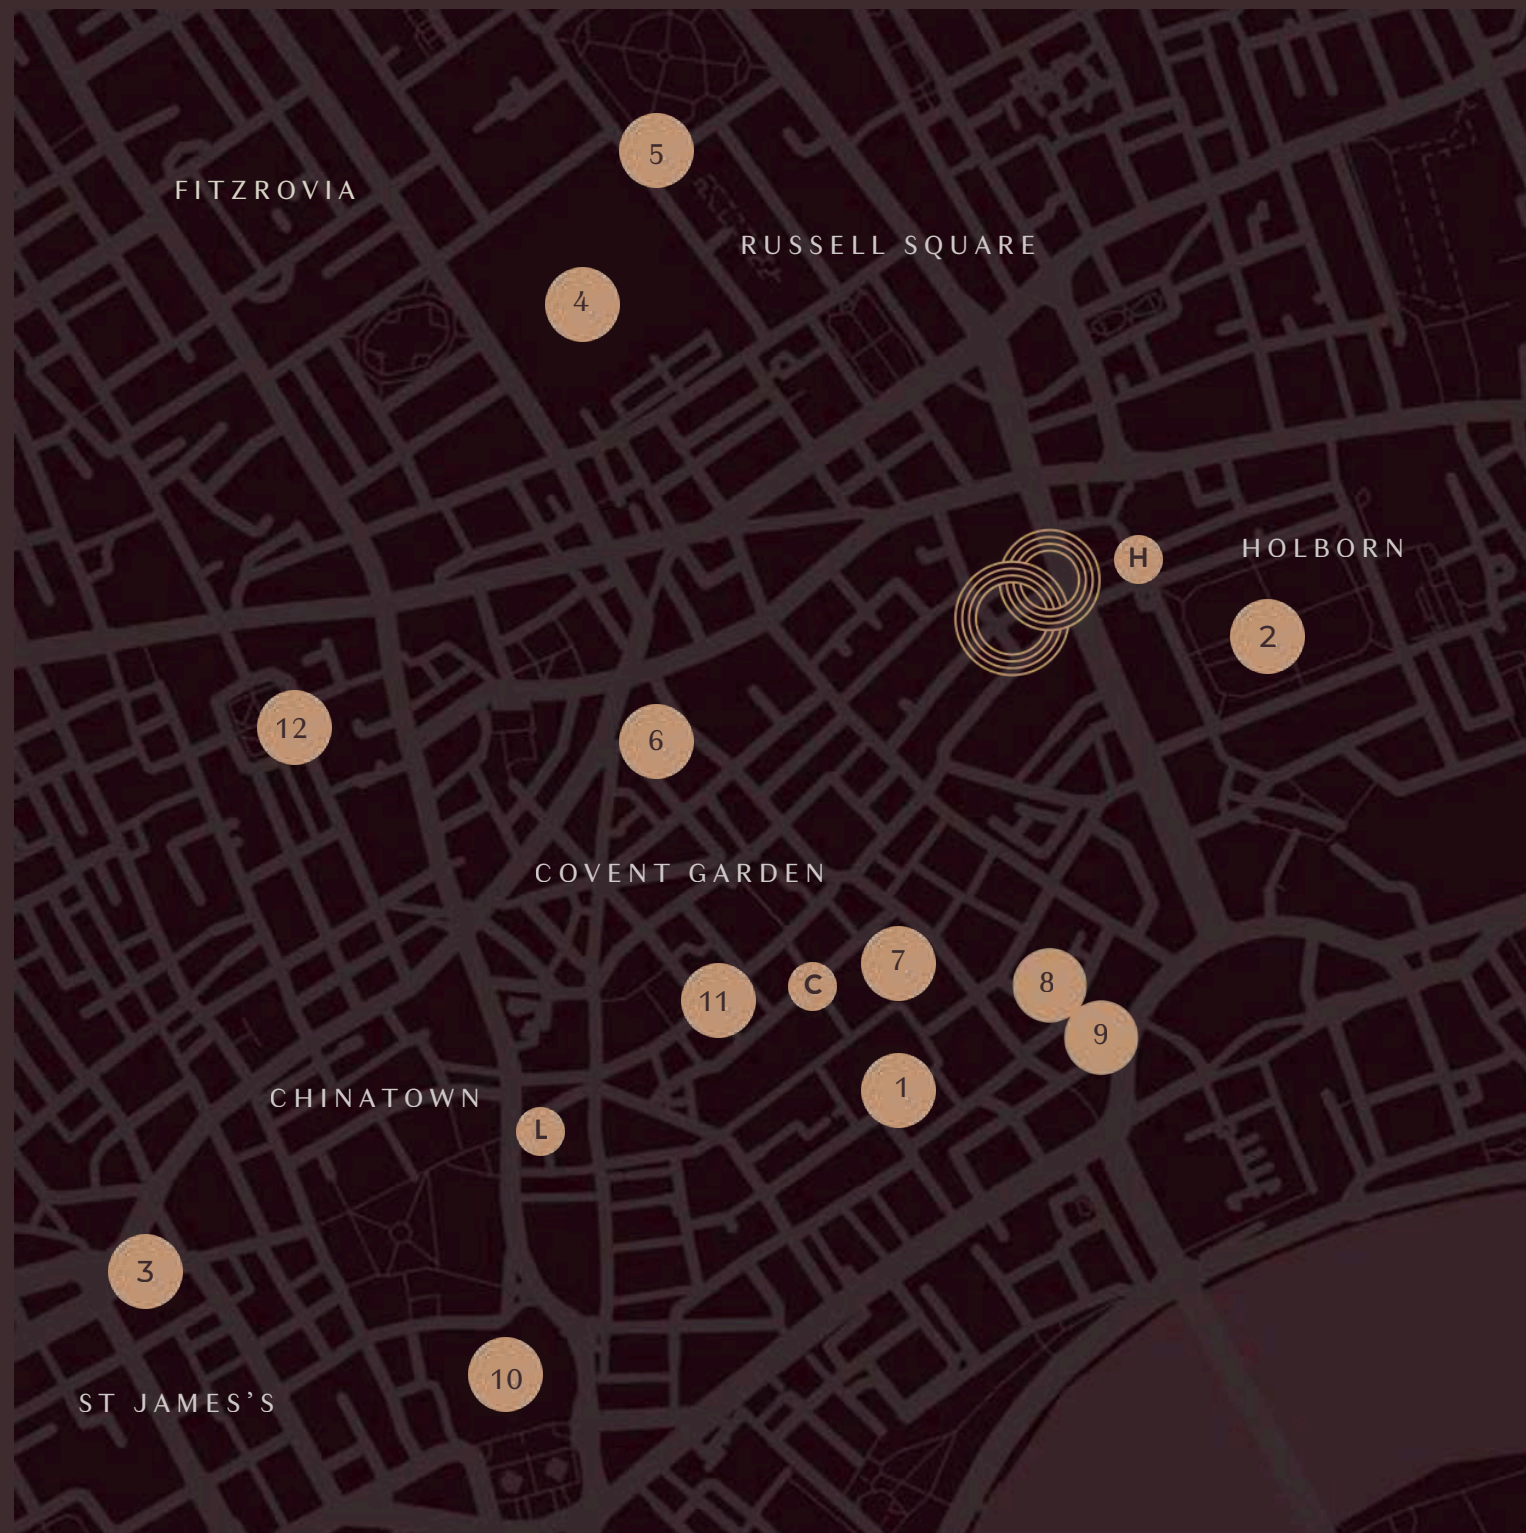 5
FITZROVIA
RUSSELL SQUARE
4
HOLBORN
H
2
12
6
COVENT GARDEN
7
8
C
11
9
1
CHINATOWN
L
3
10
ST JAMES’S